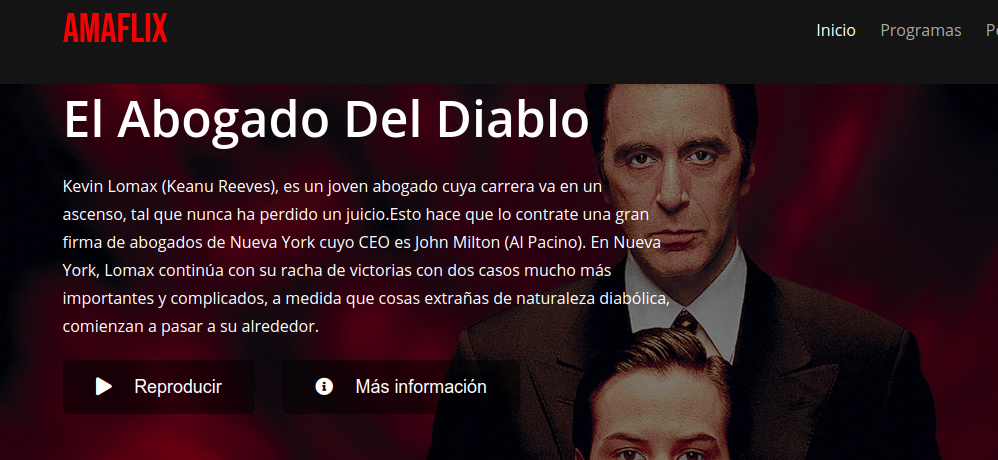 AMAFLIX
Inicio Programas
El Abogado Del Diablo
Kevin Lomax (Keanu Reeves), es un joven abogado cuya carrera va en un
ascenso, tal que nunca ha perdido un juicio.Esto hace que lo contrate una gran
firma de abogados de Nueva York cuyo CEO es John Milton (Al Pacino). En Nueva
York, Lomax continúa con su racha de victorias con dos casos mucho más
importantes y complicados, a medida que cosas extrañas de naturaleza diabólica,
comienzan a pasar a su alrededor.
Reproducir Más información